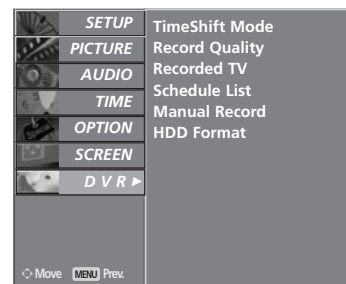 SETUP
PICTURE
AUDIO
TIME
OPTION
SCREEN
D V R ►
TimeShift Mode
Record Quality
Recorded TV
Schedule List
Manual Record
HDD Format
Move MENU Prev.